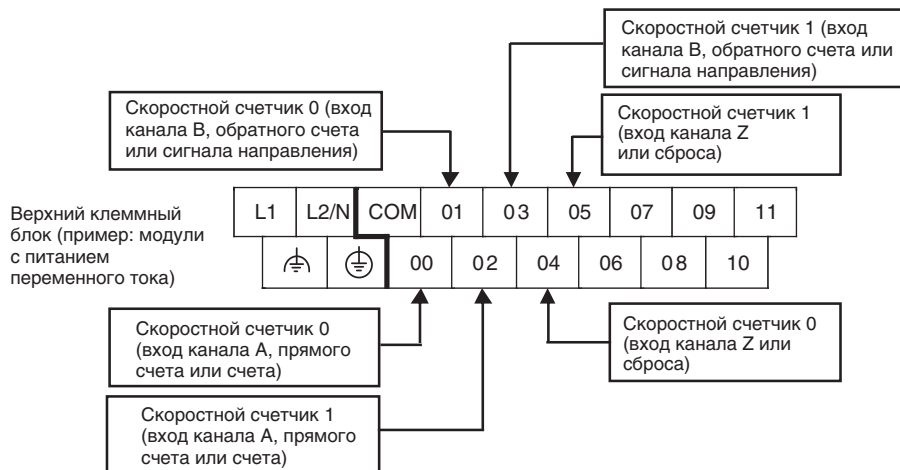 Скоростной счетчик 1 (вход
канала B, обратного счета или
сигнала направления)
Скоростной счетчик 0 (вход
канала B, обратного счета
или сигнала направления)
Скоростной счетчик 1
(вход канала Z
или сброса)
Верхний клеммный
блок (пример: модули
с питанием
переменного тока)
L1 L2/N COM 01 03 05 07 09 11
00 02 04 06 08 10
Скоростной счетчик 0
(вход канала A, прямого
счета или счета)
Скоростной счетчик 0
(вход канала Z или
сброса)
Скоростной счетчик 1
(вход канала A, прямого
счета или счета)